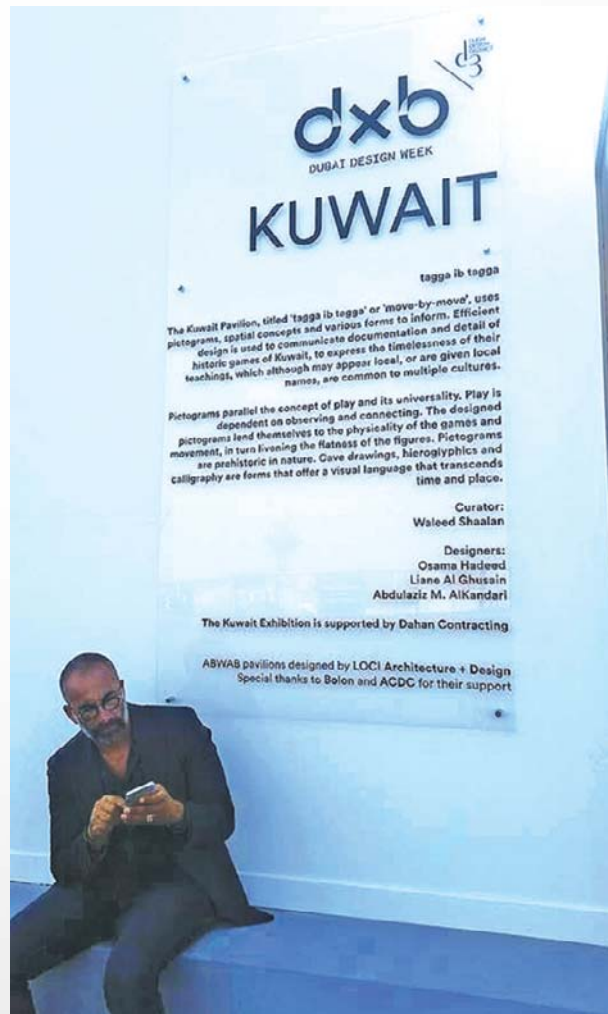 DUBAI
DESIGN
DISTRICT
d3
dxb
DUBAI DESIGN WEEK
KUWAIT
tagga ib tagga
The Kuwait Pavilion, titled 'tagga ib tagga' or 'move-by-move', uses
pictograms, spatial concepts and various forms to inform. Efficient
design is used to communicate documentation and detail of
historic games of Kuwait, to express the timelessness of their
teachings, which although may appear local, or are given local
names, are common to multiple cultures.
Pictograms parallel the concept of play and its universality. Play is
dependent on observing and connecting. The designed
pictograms lend themselves to the physicality of the games and
movement, in turn livening the flatness of the figures. Pictograms
are prehistoric in nature. Cave drawings, hieroglyphics and
calligraphy are forms that offer a visual language that transcends
time and place.
Curator:
Waleed Shaalan
Designers:
Osama Hadeed
Liane Al Ghusain
Abdulaziz M. AlKandari
The Kuwait Exhibition is supported by Dahan Contracting
ABWAB pavilions designed by LOCI Architecture + Design
Special thanks to Bolon and ACDC for their support